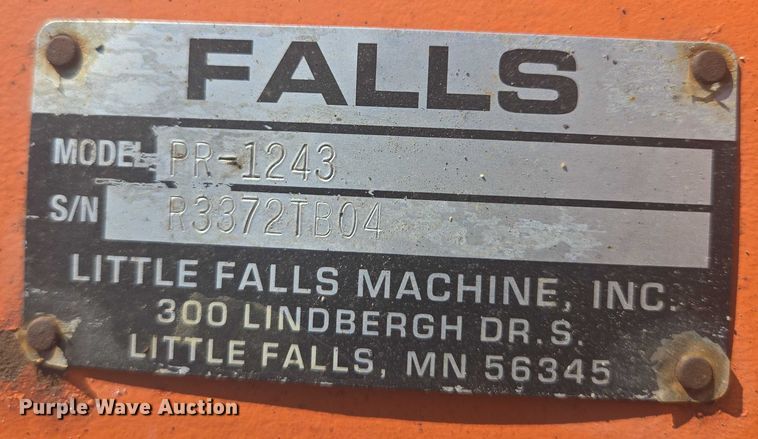 FALLS
MODEL PR-1243
S/N R3372TB04
LITTLE FALLS MACHINE, INC.
300 LINDBERGH DR. S.
LITTLE FALLS, MN 56345
Purple Wave Auction